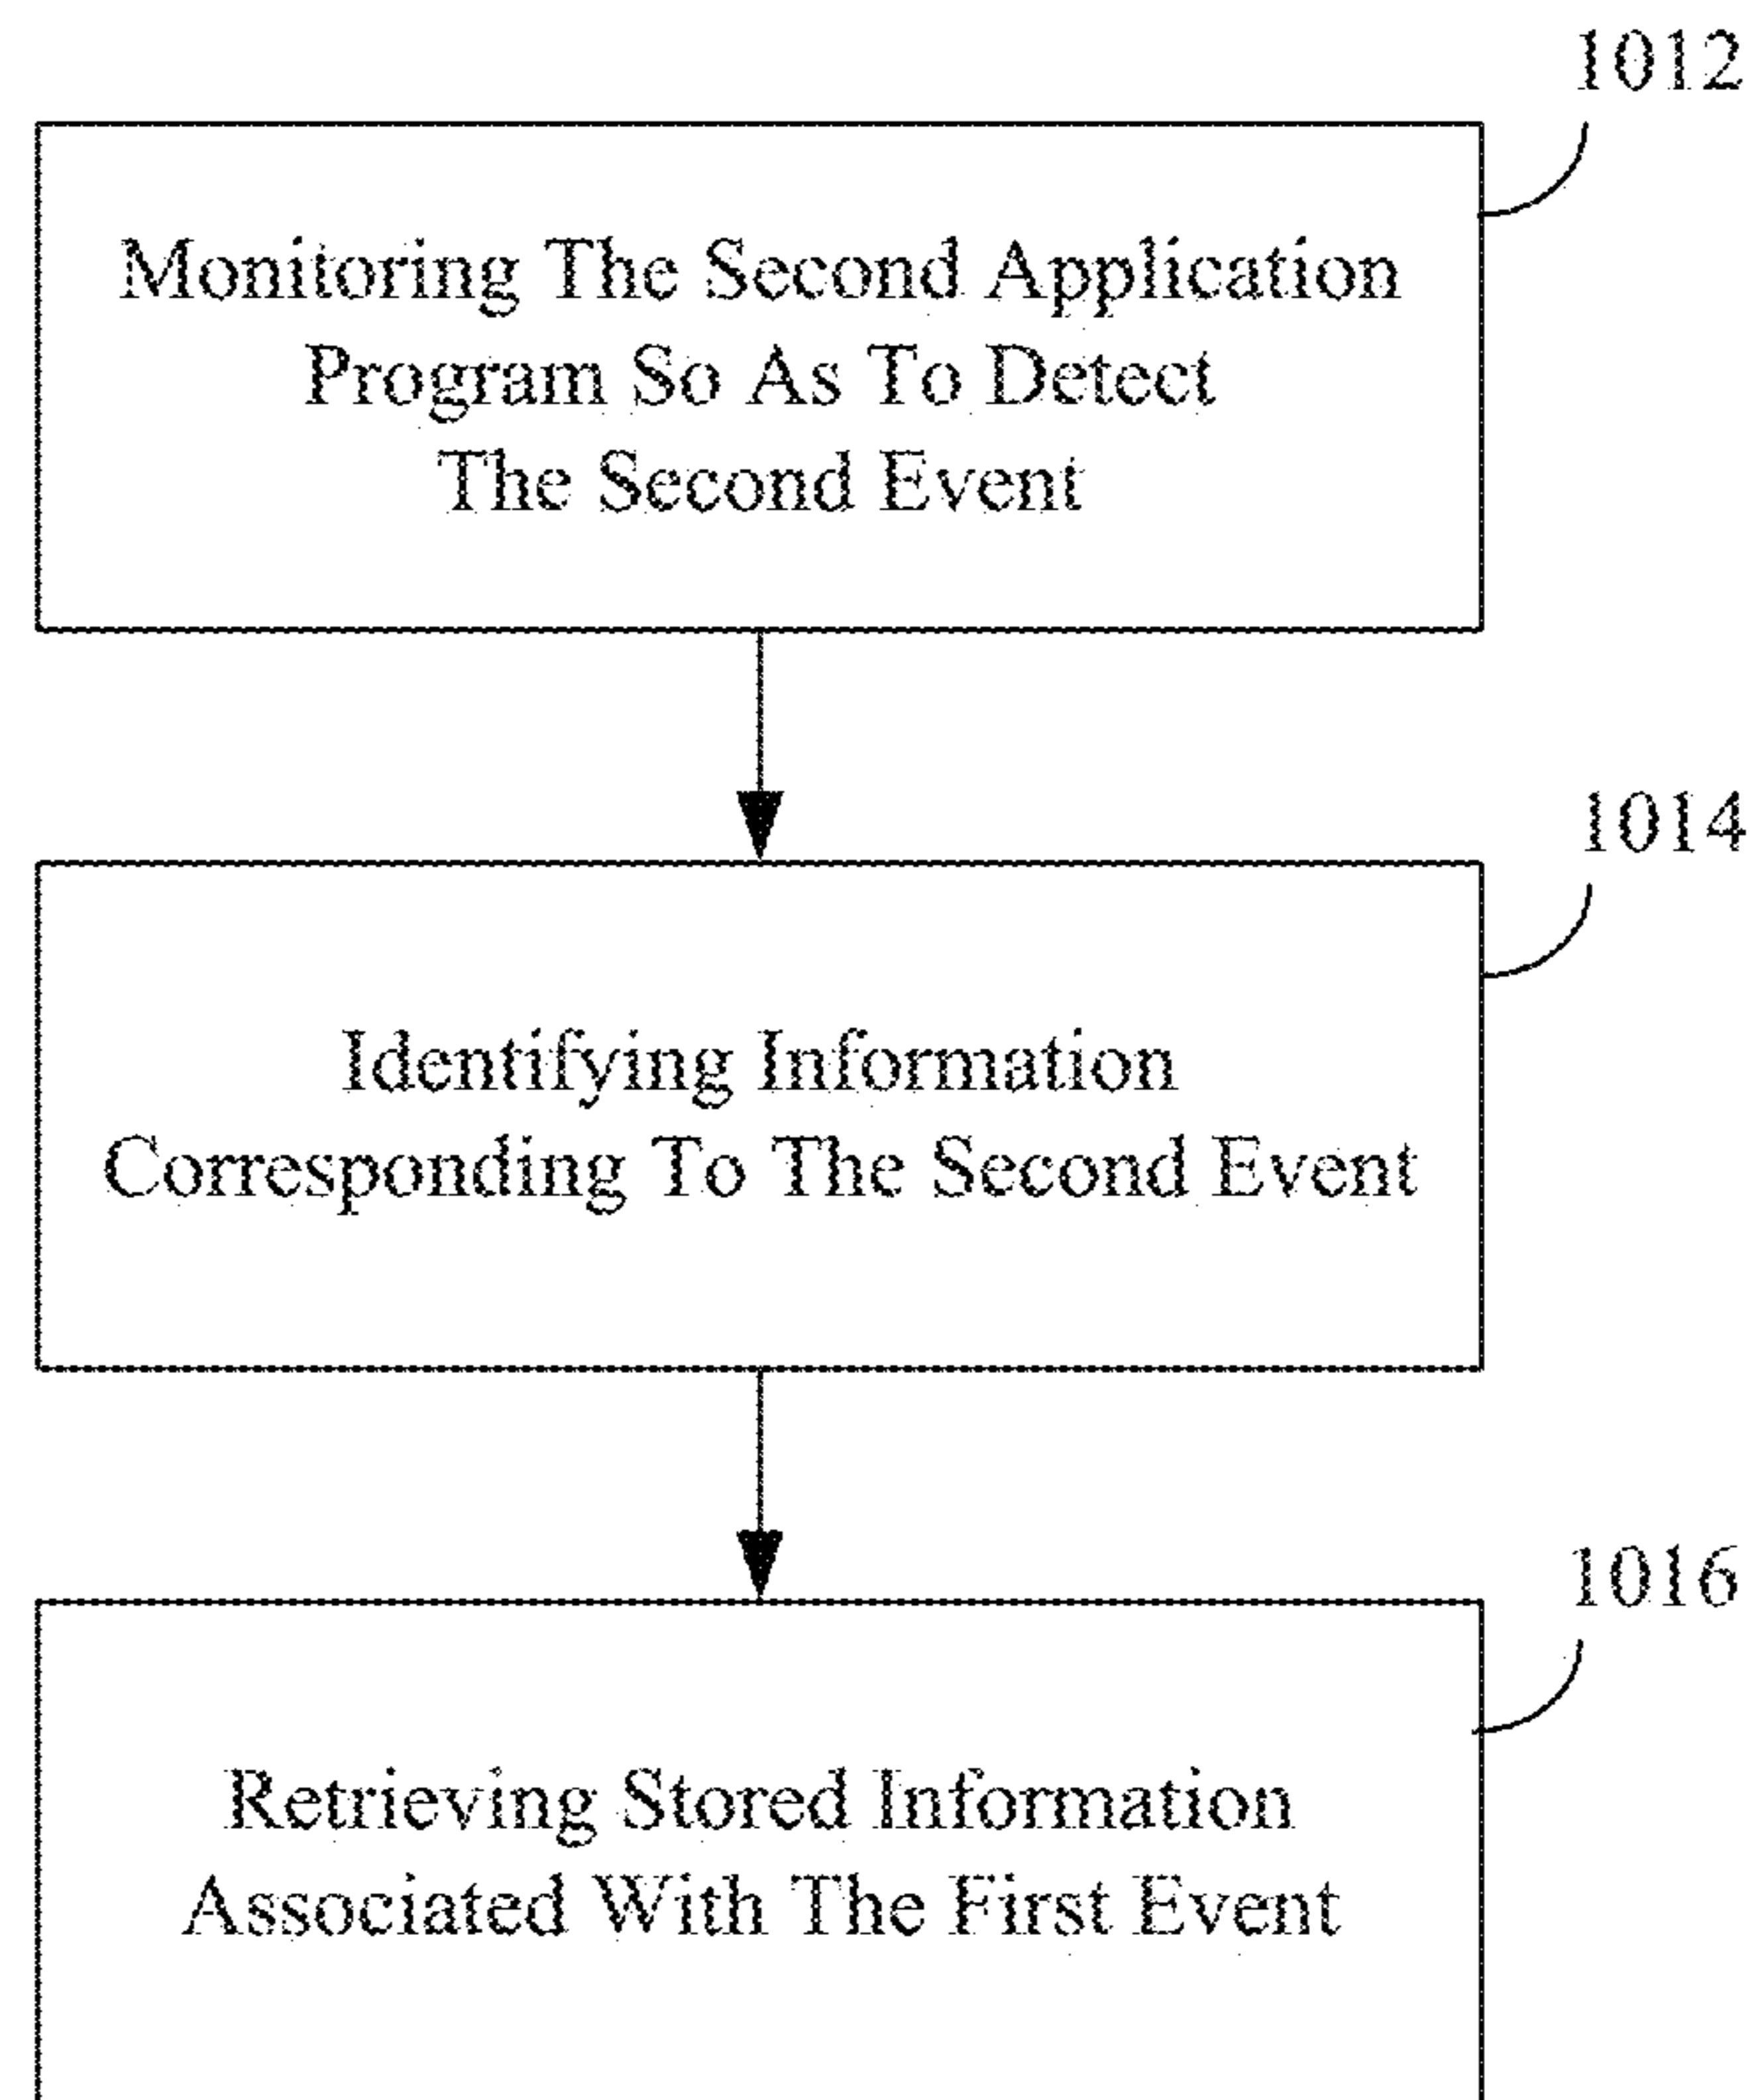 1012
Monitoring The Second Application
Program So As To Detect
The Second Event
1014
Identifying Information
Corresponding To The Second Event
1016
Retrieving Stored Information
Associated With The First Event